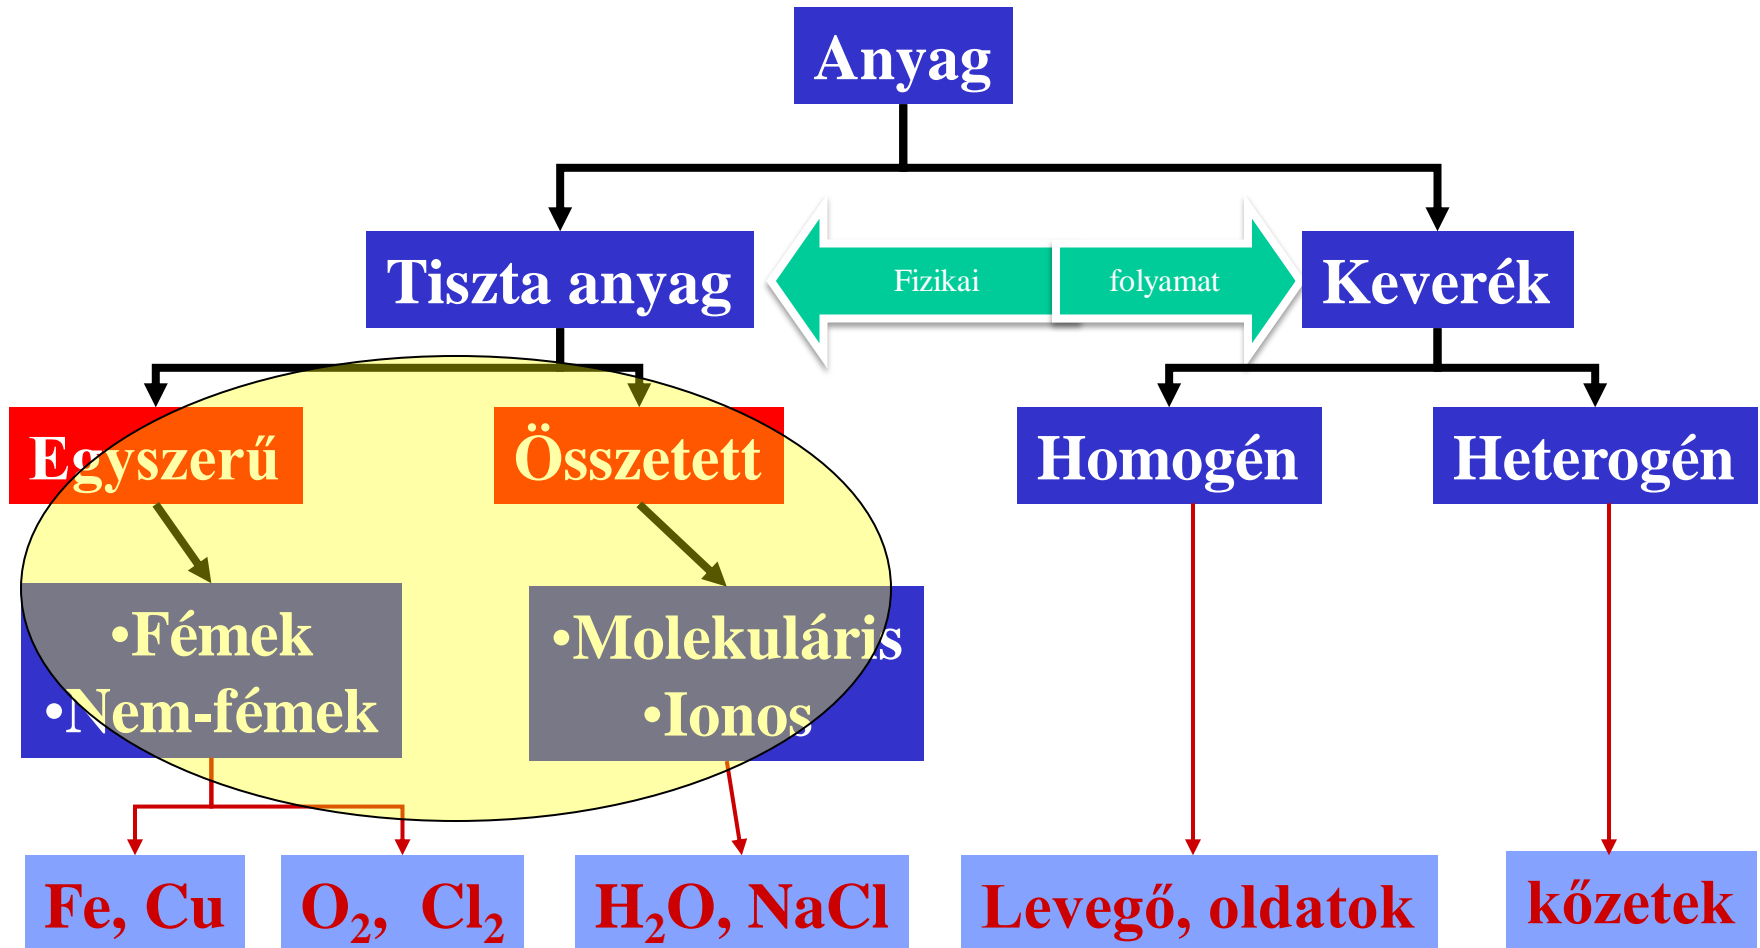 Anyag
Tiszta anyag
Fizikai
folyamat
Keverék
Egyszerű
Összetett
Homogén
Heterogén
•Fémek
•Nem-fémek
•Molekuláris
•Ionos
Fe, Cu
O₂, Cl₂
H₂O, NaCl
Levegő, oldatok
kőzetek